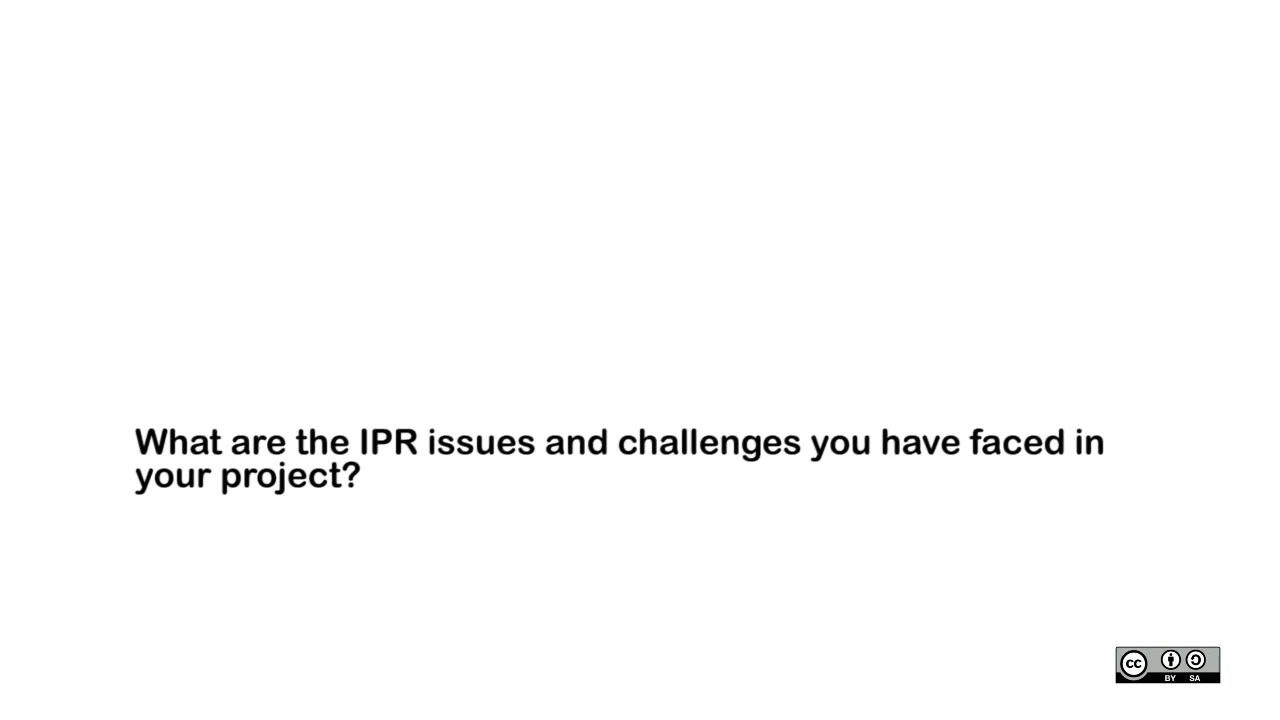 What are the IPR issues and challenges you have faced in
your project?
cc
BY SA